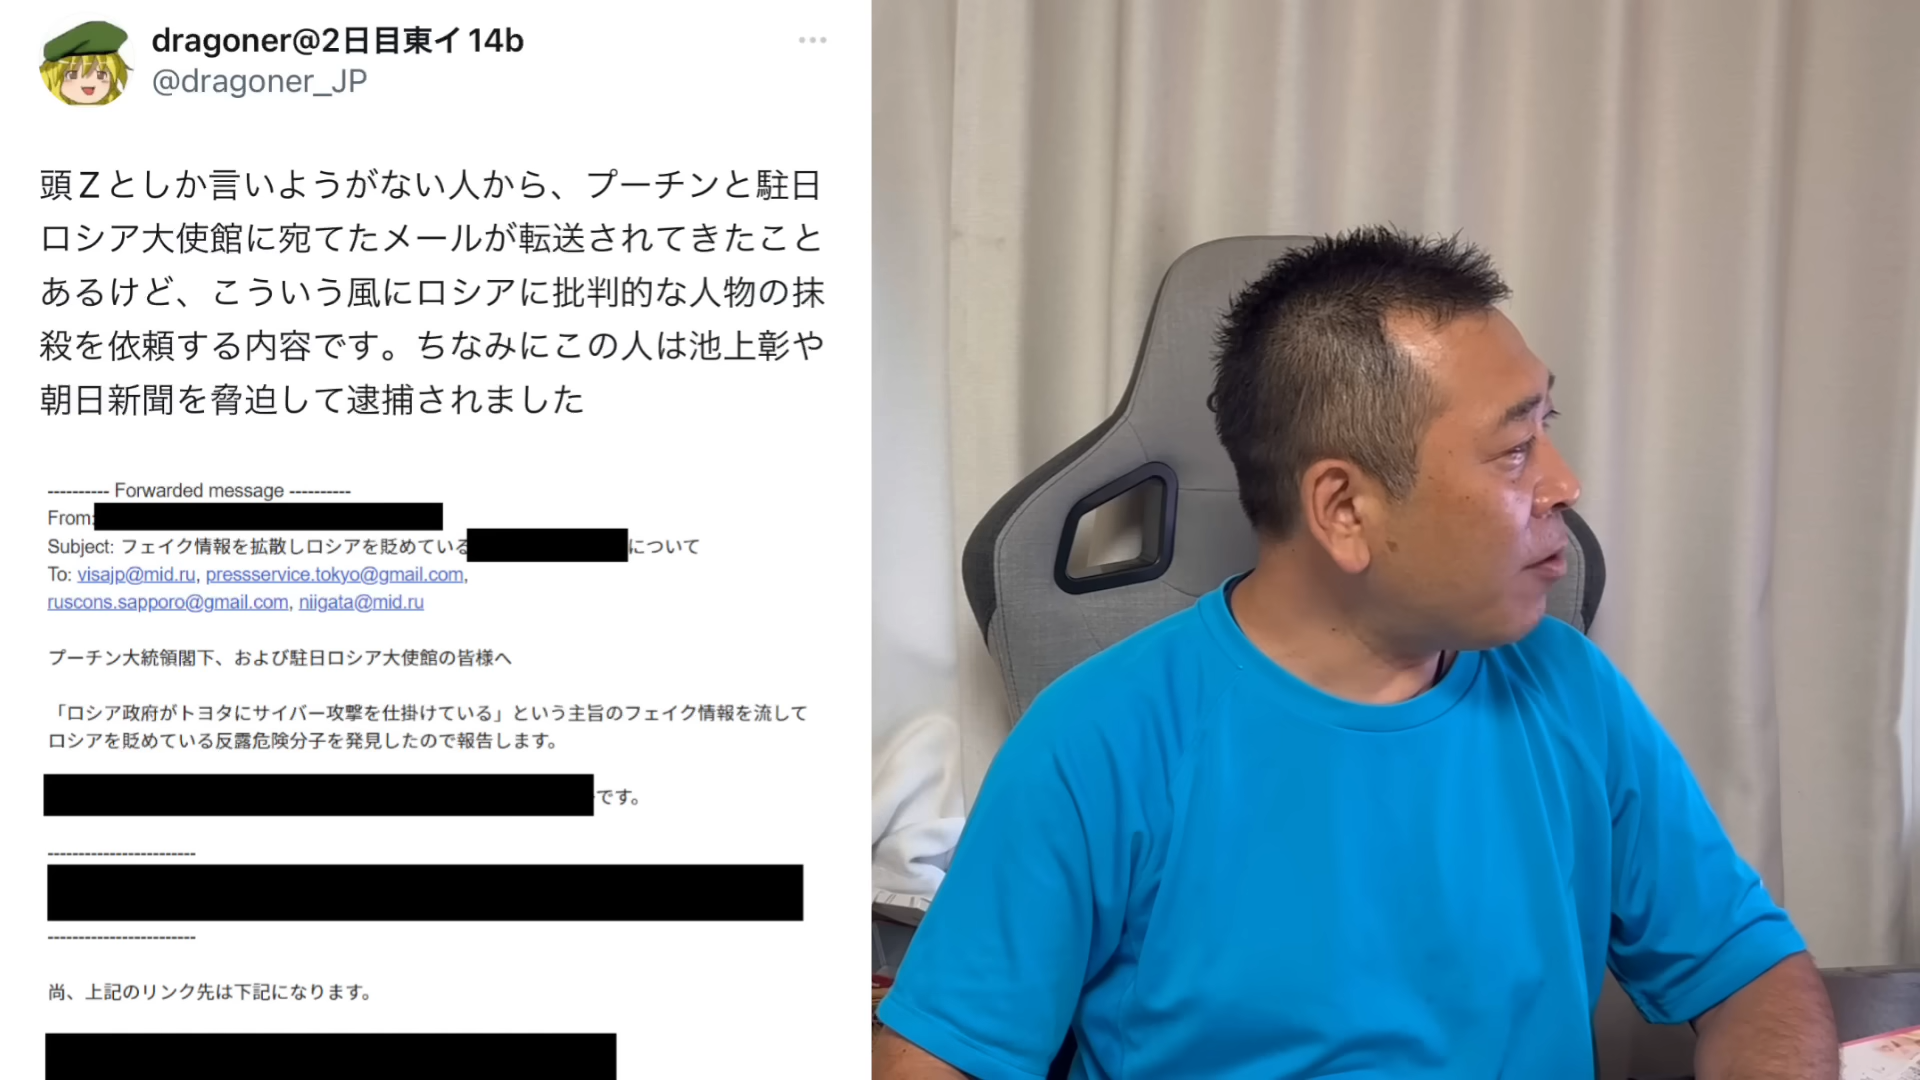 dragoner@2日目東イ14b
@dragoner_JP
頭Zとしか言いようがない人から、プーチンと駐日
ロシア大使館に宛てたメールが転送されてきたこと
あるけど、こういう風にロシアに批判的な人物の抹
殺を依頼する内容です。ちなみにこの人は池上彰や
朝日新聞を脅迫して逮捕されました
---------- Forwarded message ----------
From:
Subject: フェイク情報を拡散しロシアを貶めている について
To: visajp@mid.ru, pressservice.tokyo@gmail.com,
ruscons.sapporo@gmail.com, niigata@mid.ru
プーチン大統領閣下、および駐日ロシア大使館の皆様へ
「ロシア政府がトヨタにサイバー攻撃を仕掛けている」という主旨のフェイク情報を流して
ロシアを貶めている反露危険分子を発見したので報告します。
です。
------------------------
------------------------
尚、上記のリンク先は下記になります。